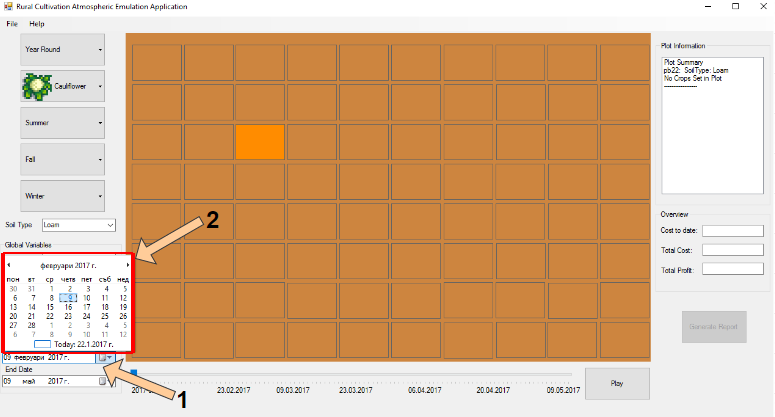 Rural Cultivation Atmospheric Emulation Application
File Help
Year Round
Cauliflower
Summer
Fall
Winter
Soil Type Loam
Global Variables
февруари 2017 г.
пон вт ср четв пет съб нед
30 31 1 2 3 4 5
6 7 8 9 10 11 12
13 14 15 16 17 18 19
20 21 22 23 24 25 26
27 28 1 2 3 4 5
6 7 8 9 10 11 12
Today: 22.1.2017 г.
09 февруари 2017 г.
End Date
09 май 2017 г.
2
1
23.02.2017 09.03.2017 23.03.2017 06.04.2017 20.04.2017 09.05.2017
Play
Plot Information
Plot Summary
pb22: SoilType: Loam
No Crops Set in Plot
----------------
Overview
Cost to date:
Total Cost:
Total Profit:
Generate Report